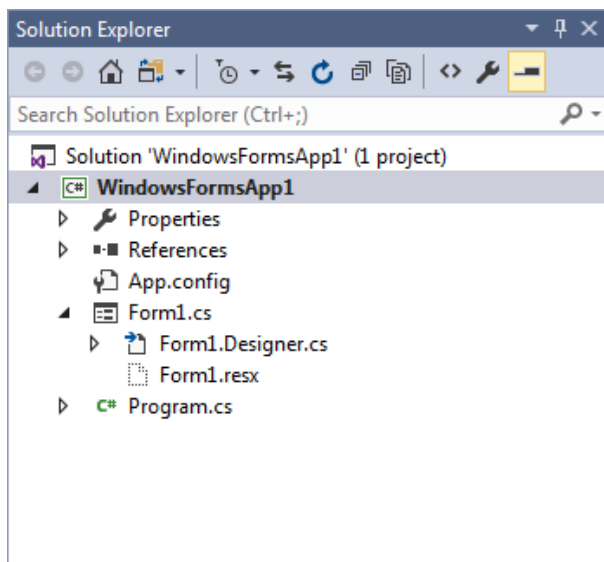 Solution Explorer
Search Solution Explorer (Ctrl+;)
Solution 'WindowsFormsApp1' (1 project)
C# WindowsFormsApp1
Properties
References
App.config
Form1.cs
Form1.Designer.cs
Form1.resx
C# Program.cs